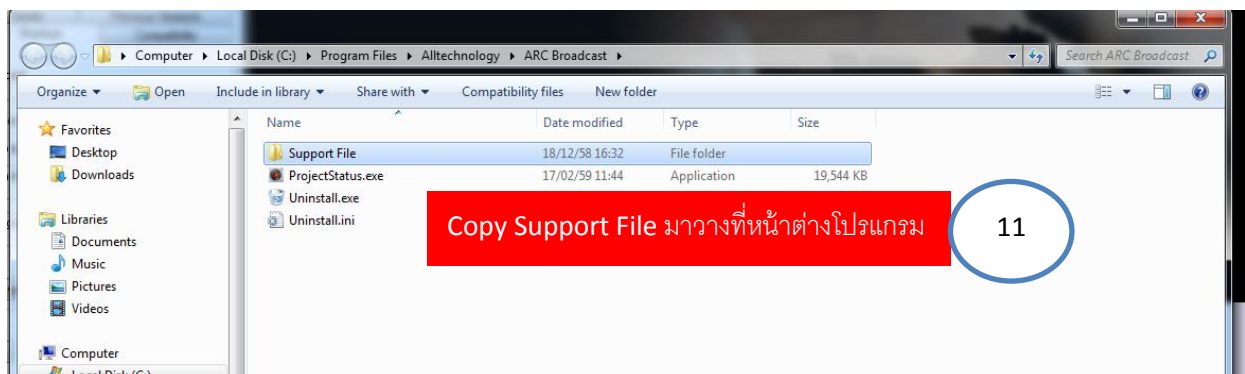 Computer ▸ Local Disk (C:) ▸ Program Files ▸ Alltechnology ▸ ARC Broadcast ▸
Search ARC Broadcast
Organize ▾ Open Include in library ▾ Share with ▾ Compatibility files New folder
Name Date modified Type Size
Favorites
Desktop
Downloads
Libraries
Documents
Music
Pictures
Videos
Computer
Local Disk (C:)
Support File 18/12/58 16:32 File folder
ProjectStatus.exe 17/02/59 11:44 Application 19,544 KB
Uninstall.exe
Uninstall.ini
Copy Support File มาวางที่หน้าต่างโปรแกรม
11